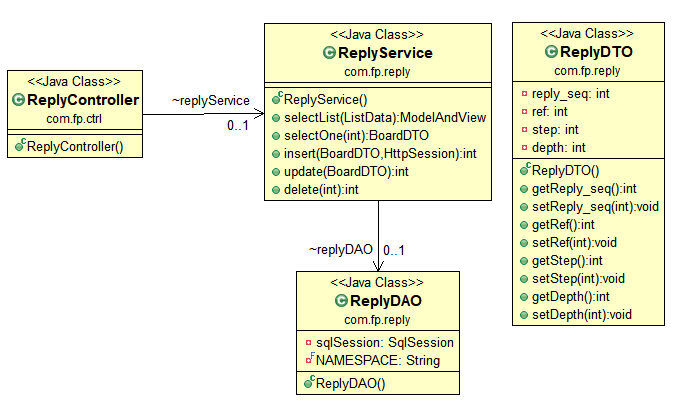 <<Java Class>>
ReplyController
com.fp.ctrl
ReplyController()
~replyService
0..1
<<Java Class>>
ReplyService
com.fp.reply
ReplyService()
selectList(ListData):ModelAndView
selectOne(int):BoardDTO
insert(BoardDTO,HttpSession):int
update(BoardDTO):int
delete(int):int
~replyDAO
0..1
<<Java Class>>
ReplyDAO
com.fp.reply
sqlSession: SqlSession
NAMESPACE: String
ReplyDAO()
<<Java Class>>
ReplyDTO
com.fp.reply
reply_seq: int
ref: int
step: int
depth: int
ReplyDTO()
getReply_seq():int
setReply_seq(int):void
getRef():int
setRef(int):void
getStep():int
setStep(int):void
getDepth():int
setDepth(int):void